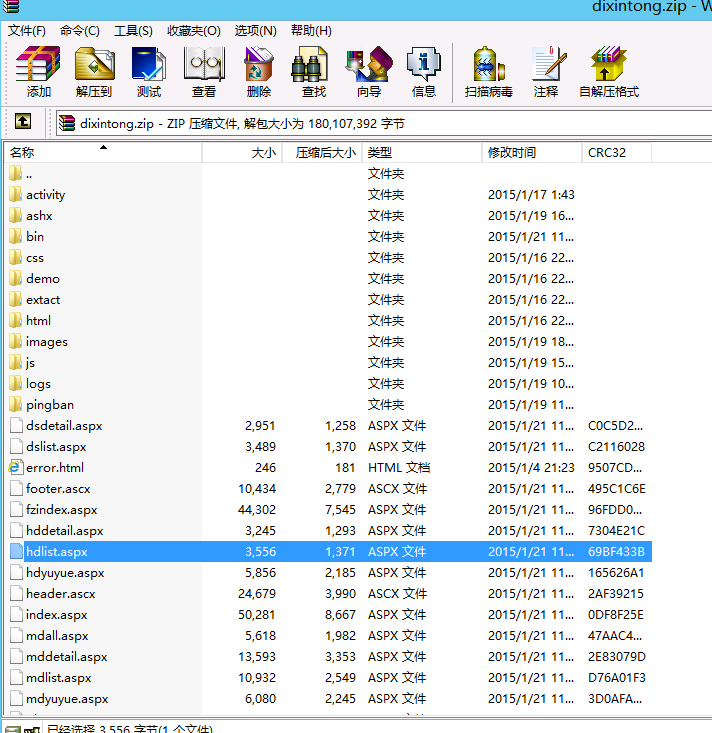 dixintong.zip - W
文件(F) 命令(C) 工具(S) 收藏夹(O) 选项(N) 帮助(H)
添加 解压到 测试 查看 删除 查找 向导 信息 扫描病毒 注释 自解压格式
dixintong.zip - ZIP 压缩文件, 解包大小为 180,107,392 字节
名称 大小 压缩后大小 类型 修改时间 CRC32
.. 文件夹
activity 文件夹 2015/1/17 1:43
ashx 文件夹 2015/1/19 16...
bin 文件夹 2015/1/21 11...
css 文件夹 2015/1/16 22...
demo 文件夹 2015/1/16 22...
extact 文件夹 2015/1/16 22...
html 文件夹 2015/1/16 22...
images 文件夹 2015/1/19 18...
js 文件夹 2015/1/19 15...
logs 文件夹 2015/1/19 10...
pingban 文件夹 2015/1/19 11...
dsdetail.aspx 2,951 1,258 ASPX 文件 2015/1/21 11... C0C5D2...
dslist.aspx 3,489 1,370 ASPX 文件 2015/1/21 11... C2116028
error.html 246 181 HTML 文档 2015/1/4 21:23 9507CD...
footer.ascx 10,434 2,779 ASCX 文件 2015/1/21 11... 495C1C6E
fzindex.aspx 44,302 7,545 ASPX 文件 2015/1/21 11... 96FDD0...
hddetail.aspx 3,245 1,293 ASPX 文件 2015/1/21 11... 7304E21C
hdlist.aspx 3,556 1,371 ASPX 文件 2015/1/21 11... 69BF433B
hdyuyue.aspx 5,856 2,185 ASPX 文件 2015/1/21 11... 165626A1
header.ascx 24,679 3,990 ASCX 文件 2015/1/21 11... 2AF39215
index.aspx 50,281 8,667 ASPX 文件 2015/1/21 11... 0DF8F25E
mdall.aspx 5,618 1,982 ASPX 文件 2015/1/21 11... 47AAC4...
mddetail.aspx 13,593 3,353 ASPX 文件 2015/1/21 11... 2E83079D
mdlist.aspx 10,932 2,549 ASPX 文件 2015/1/21 11... D76A01F3
mdyuyue.aspx 6,080 2,245 ASPX 文件 2015/1/21 11... 3D0AFA...
已经选择 3,556 字节(1 个文件)